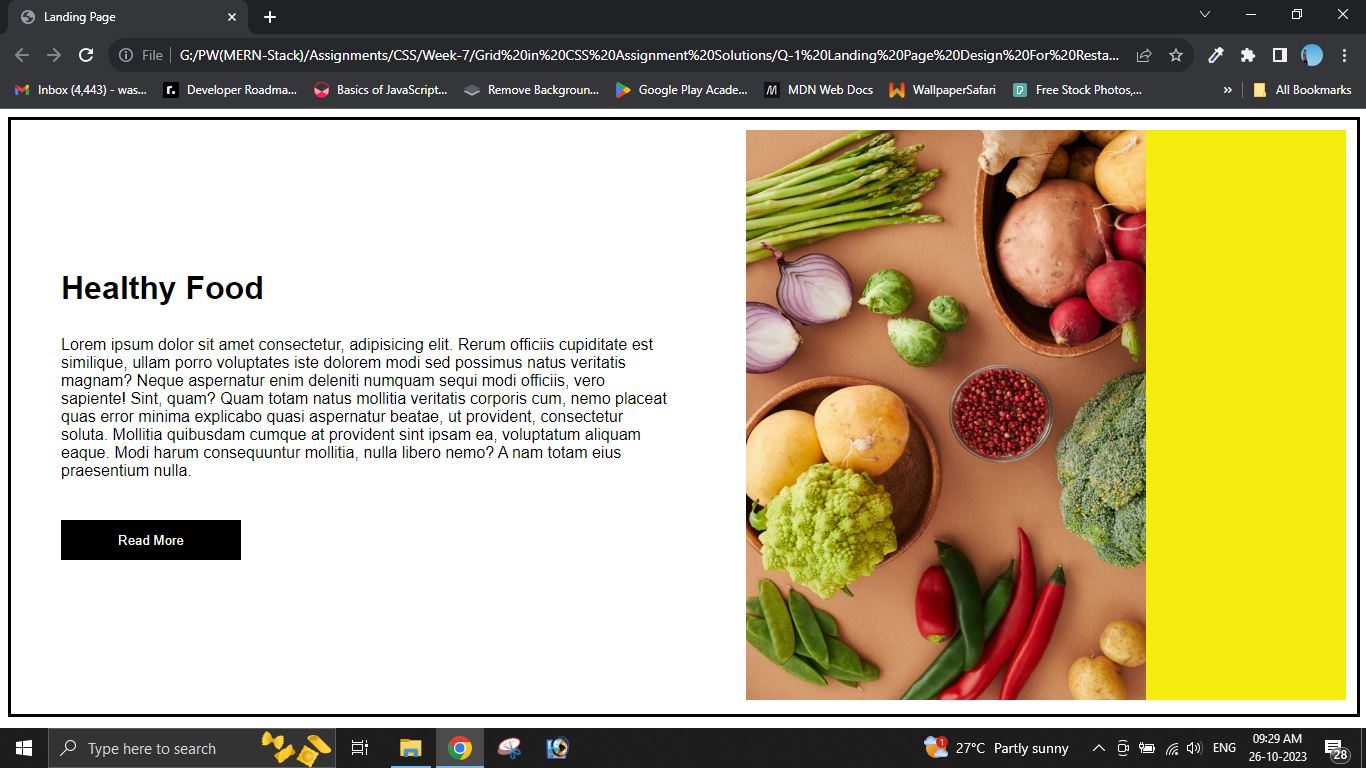 Landing Page
File
G:/PW(MERN-Stack)/Assignments/CSS/Week-7/Grid%20in%20CSS%20Assignment%20Solutions/Q-1%20Landing%20Page%20Design%20For%20Resta...
Inbox (4,443) - was...
Developer Roadma...
Basics of JavaScript...
Remove Backgroun...
Google Play Acade...
MDN Web Docs
WallpaperSafari
Free Stock Photos,...
»
All Bookmarks
Healthy Food
Lorem ipsum dolor sit amet consectetur, adipisicing elit. Rerum officiis cupiditate est
similique, ullam porro voluptates iste dolorem modi sed possimus natus veritatis
magnam? Neque aspernatur enim deleniti numquam sequi modi officiis, vero
sapiente! Sint, quam? Quam totam natus mollitia veritatis corporis cum, nemo placeat
quas error minima explicabo quasi aspernatur beatae, ut provident, consectetur
soluta. Mollitia quibusdam cumque at provident sint ipsam ea, voluptatum aliquam
eaque. Modi harum consequuntur mollitia, nulla libero nemo? A nam totam eius
praesentium nulla.
Read More
Type here to search
1
27°C Partly sunny
ENG
09:29 AM
26-10-2023
28